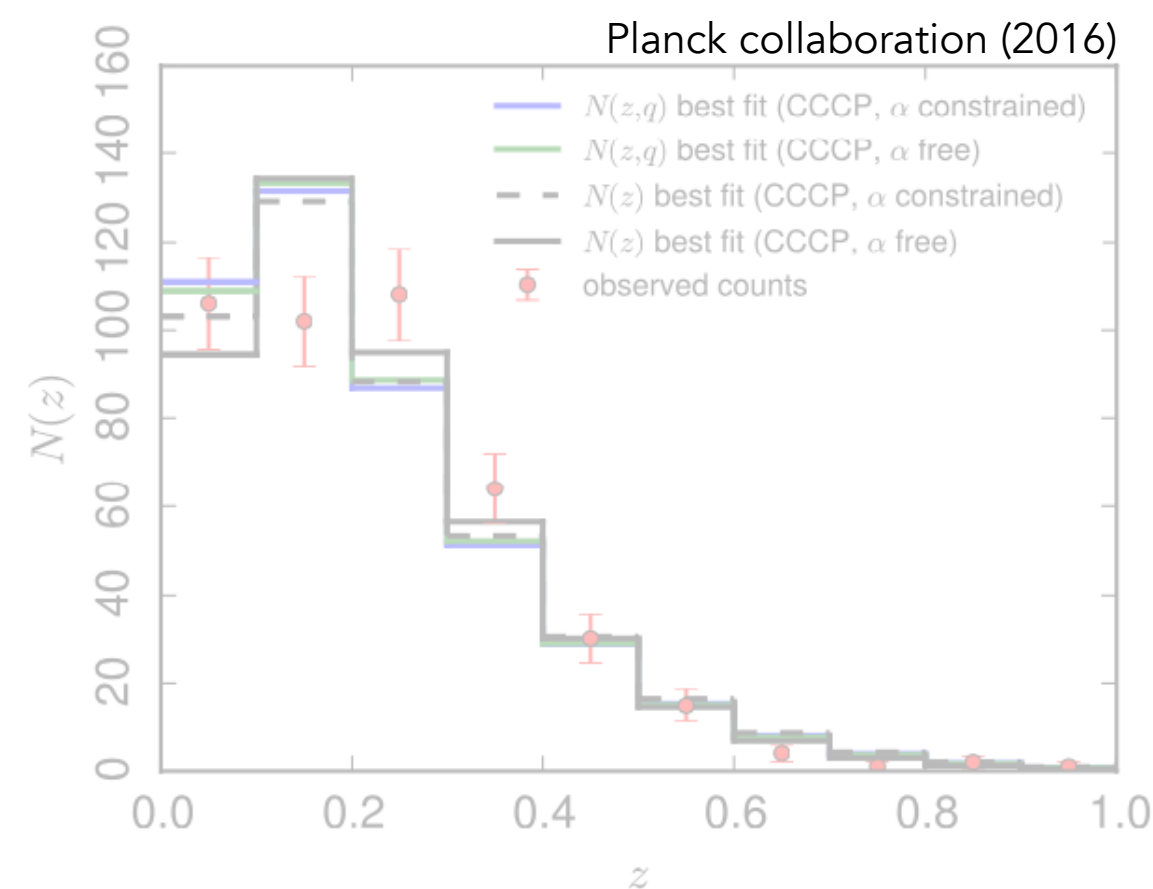 Planck collaboration (2016)
N(z,q) best fit (CCCP, α constrained)
N(z,q) best fit (CCCP, α free)
N(z) best fit (CCCP, α constrained)
N(z) best fit (CCCP, α free)
observed counts
160
140
120
100
80
60
40
20
0
N(z)
0.0 0.2 0.4 0.6 0.8 1.0
z